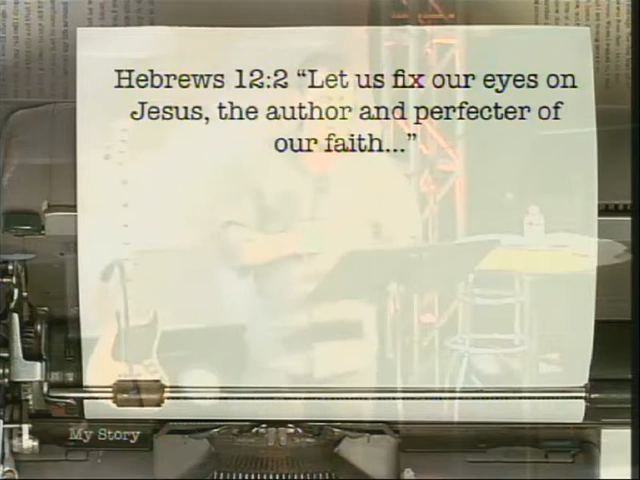 Hebrews 12:2 “Let us fix our eyes on
Jesus, the author and perfecter of
our faith...”
My Story